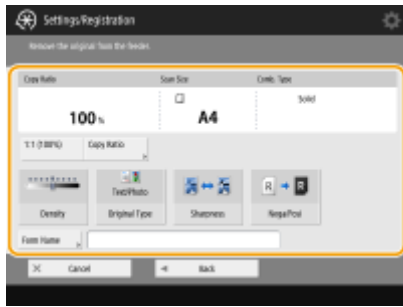 Settings/Registration
Remove the original from the feeder.
Copy Ratio
Scan Size
Comb. Type
100 %
A4
Solid
1:1 (100%)
Copy Ratio
Text/Photo
R
R
Density
Original Type
Sharpness
Nega/Posi
Form Name
Cancel
Back